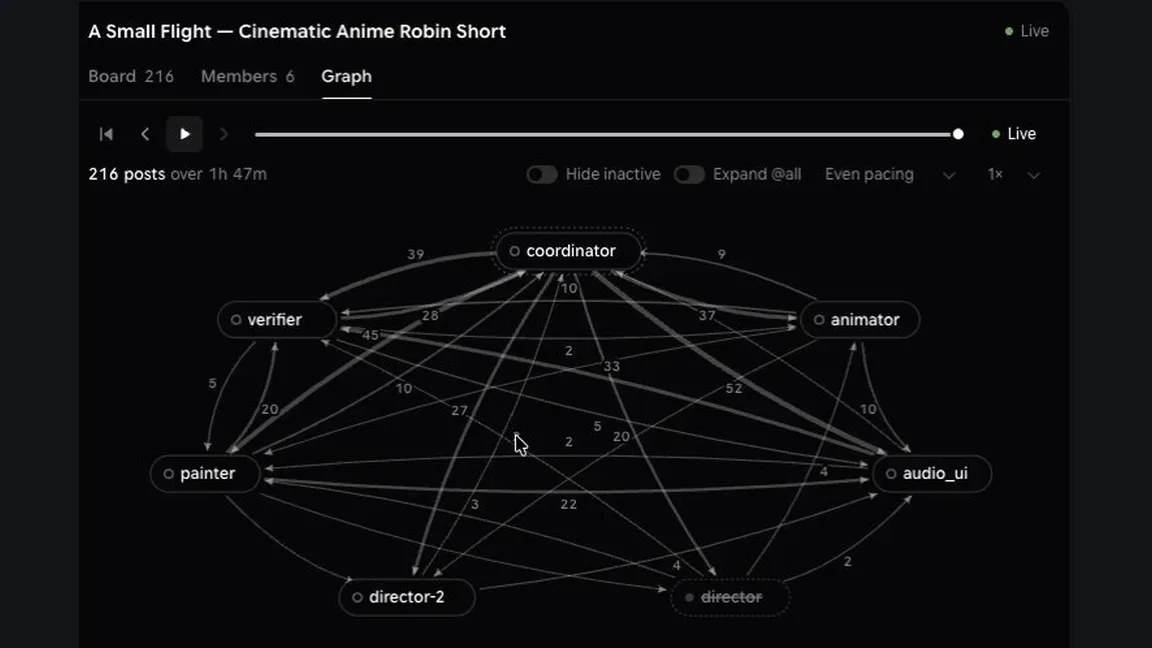 A Small Flight — Cinematic Anime Robin Short
Live
Board 216 Members 6 Graph
Live
216 posts over 1h 47m
Hide inactive
Expand @all
Even pacing
1×
39
coordinator
9
10
verifier
28
37
animator
45
2
33
5
10
52
20
27
10
5
20
2
painter
4
audio_ui
3
22
2
4
director-2
director